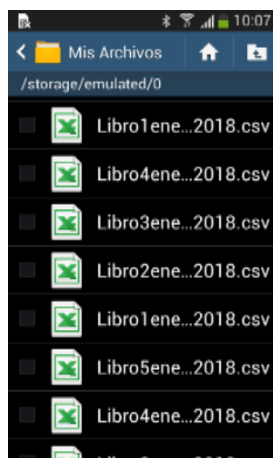 10:07
Mis Archivos
/storage/emulated/0
Libro1ene...2018.csv
Libro4ene...2018.csv
Libro3ene...2018.csv
Libro2ene...2018.csv
Libro1ene...2018.csv
Libro5ene...2018.csv
Libro4ene...2018.csv